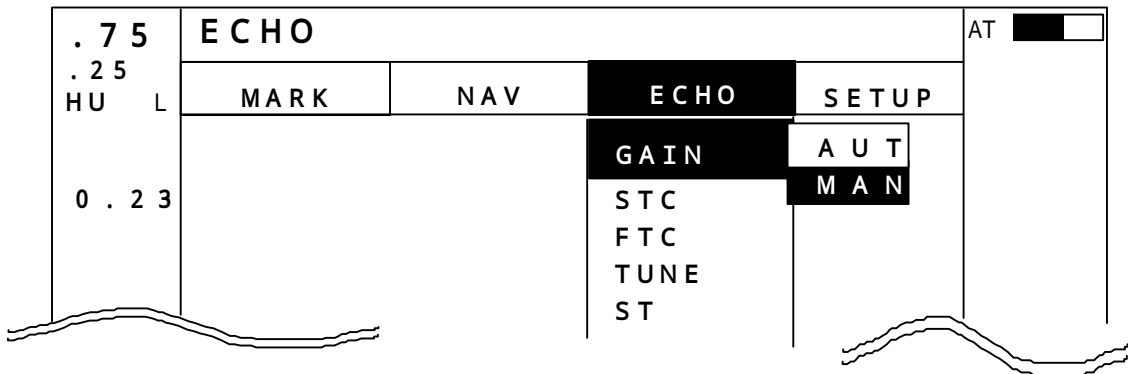 .75
.25
HU L
0.23
ECHO
MARK NAV ECHO SETUP
GAIN
STC
FTC
TUNE
ST
AUT
MAN
AT